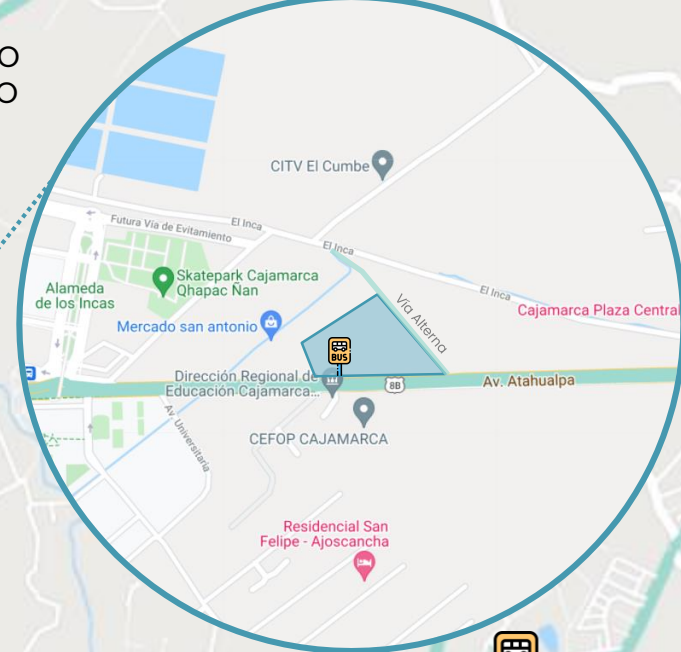 O
O
CITV El Cumbe
El Inca
Futura Vía de Evitamiento
El Inca
El Inca
Skatepark Cajamarca
Qhapac Ñan
Alameda
de los Incas
Vía Alterna
Cajamarca Plaza Central
Mercado san antonio
BUS
Dirección Regional de
Educación Cajamarca...
8B
Av. Atahualpa
Av. Universitaria
CEFOP CAJAMARCA
Residencial San
Felipe - Ajoscancha